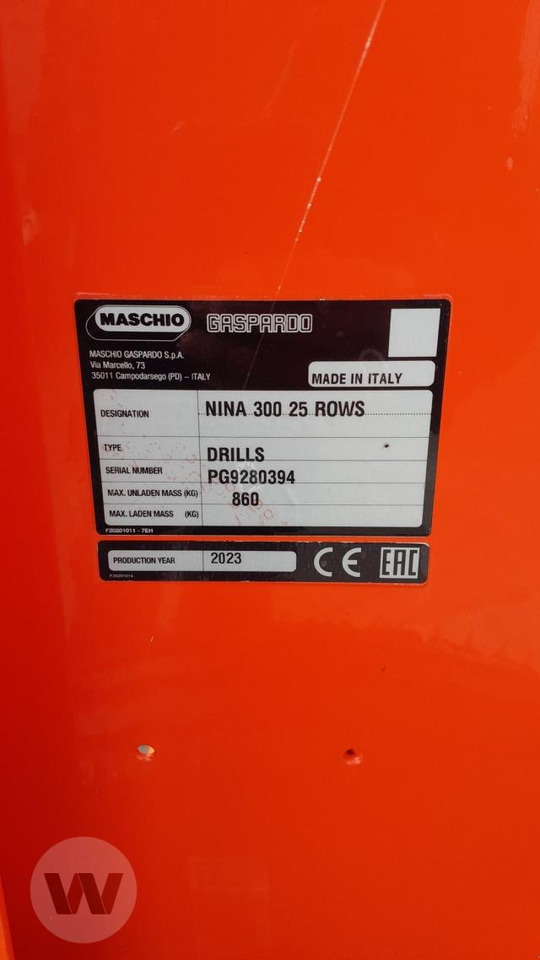 MASCHIO GASPARDO
MASCHIO GASPARDO S.p.A.
Via Marcello, 73
35011 Campodarsego (PD) - ITALY
MADE IN ITALY
DESIGNATION NINA 300 25 ROWS
TYPE DRILLS
SERIAL NUMBER PG9280394
MAX. UNLADEN MASS (KG) 860
MAX. LADEN MASS (KG)
F20201011 - 7EH
PRODUCTION YEAR 2023 CE EAC
W